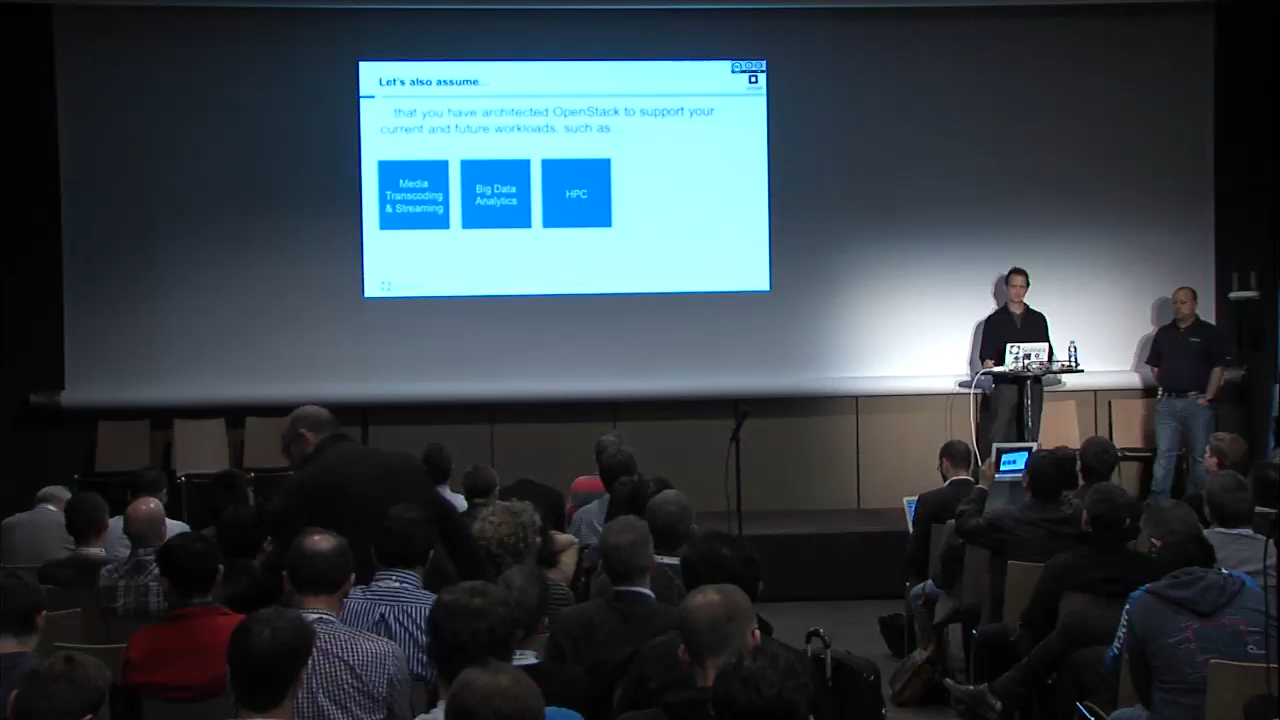 Let's also assume...
...that you have architected OpenStack to support your
current and future workloads, such as...
Media
Transcoding
& Streaming
Big Data
Analytics
HPC